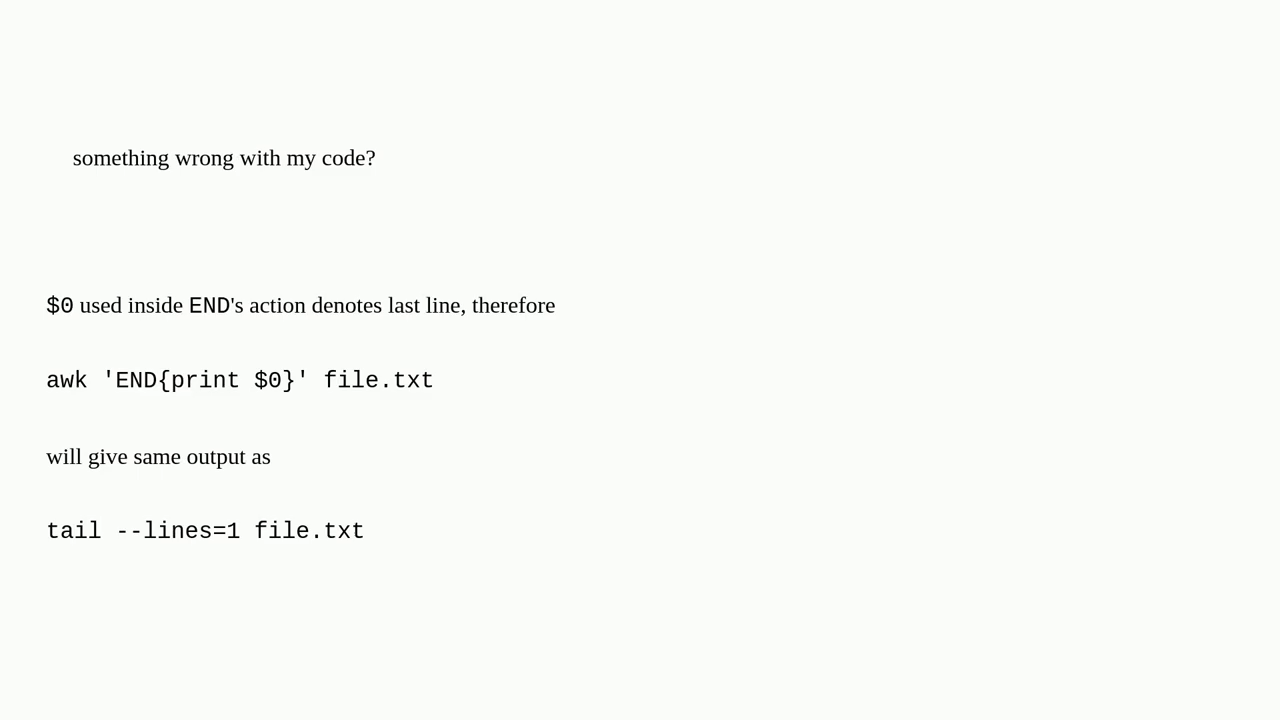 something wrong with my code?
$0 used inside END's action denotes last line, therefore
awk 'END{print $0}' file.txt
will give same output as
tail --lines=1 file.txt